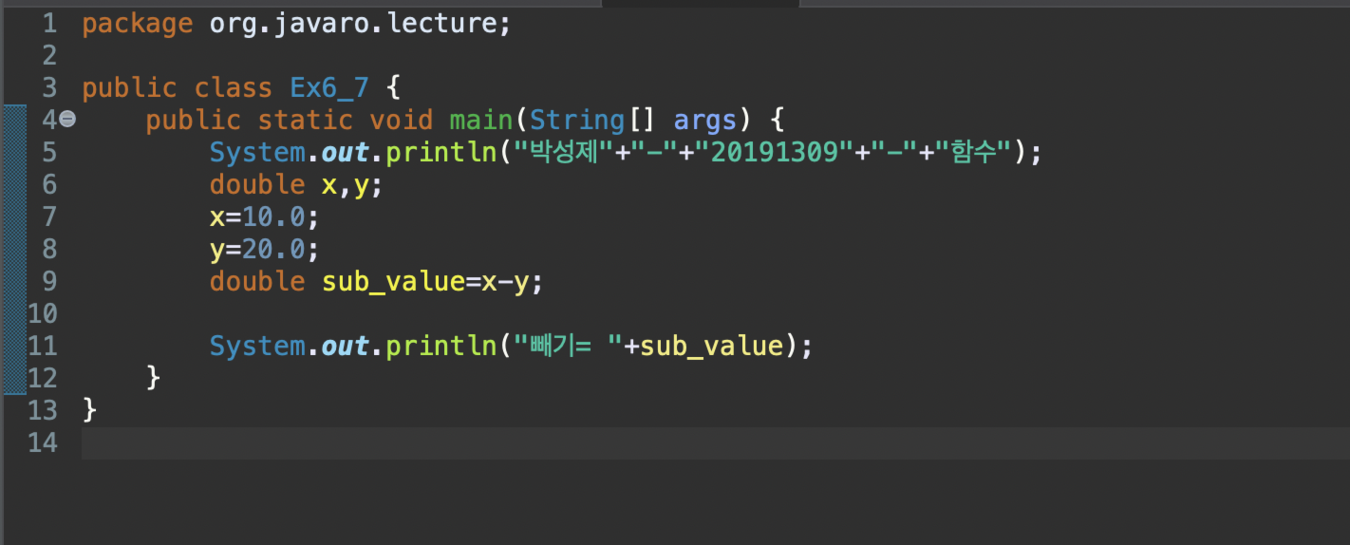 1 package org.javaro.lecture;
2
3 public class Ex6_7 {
4     public static void main(String[] args) {
5         System.out.println("박성제"+"-"+"20191309"+"-"+"함수");
6         double x,y;
7         x=10.0;
8         y=20.0;
9         double sub_value=x-y;
10
11         System.out.println("빼기= "+sub_value);
12     }
13 }
14